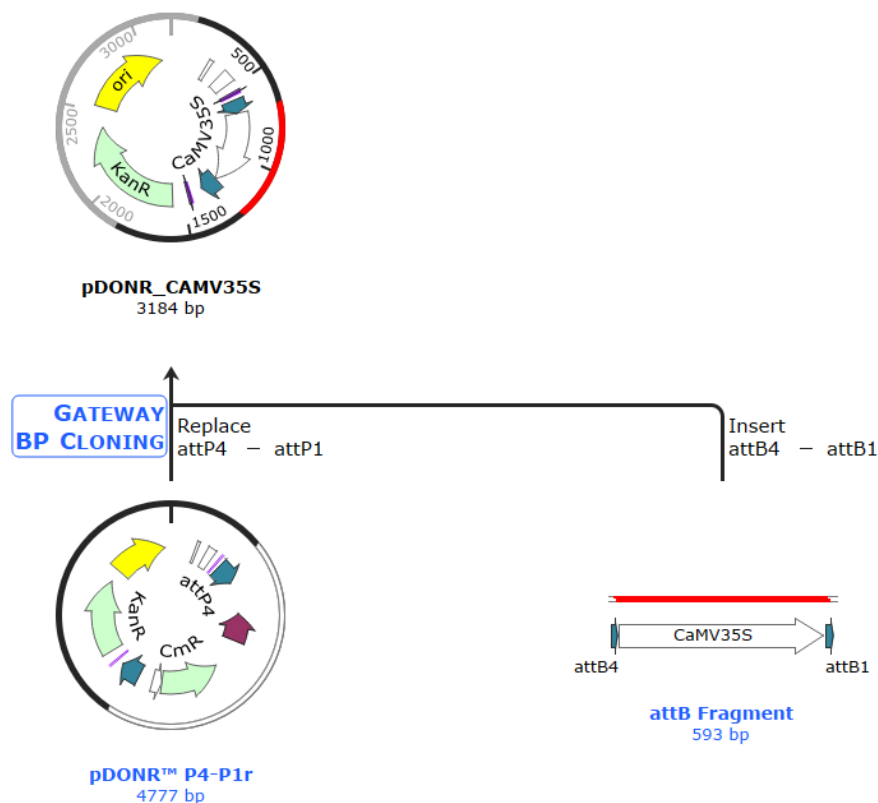 3000
500
ori
CaMV35S
2500
1000
KanR
2000
1500
pDONR_CAMV35S
3184 bp
GATEWAY
BP CLONING
Replace
attP4 – attP1
Insert
attB4 – attB1
attP4
KanR
CmR
CaMV35S
attB4
attB1
attB Fragment
593 bp
pDONR™ P4-P1r
4777 bp